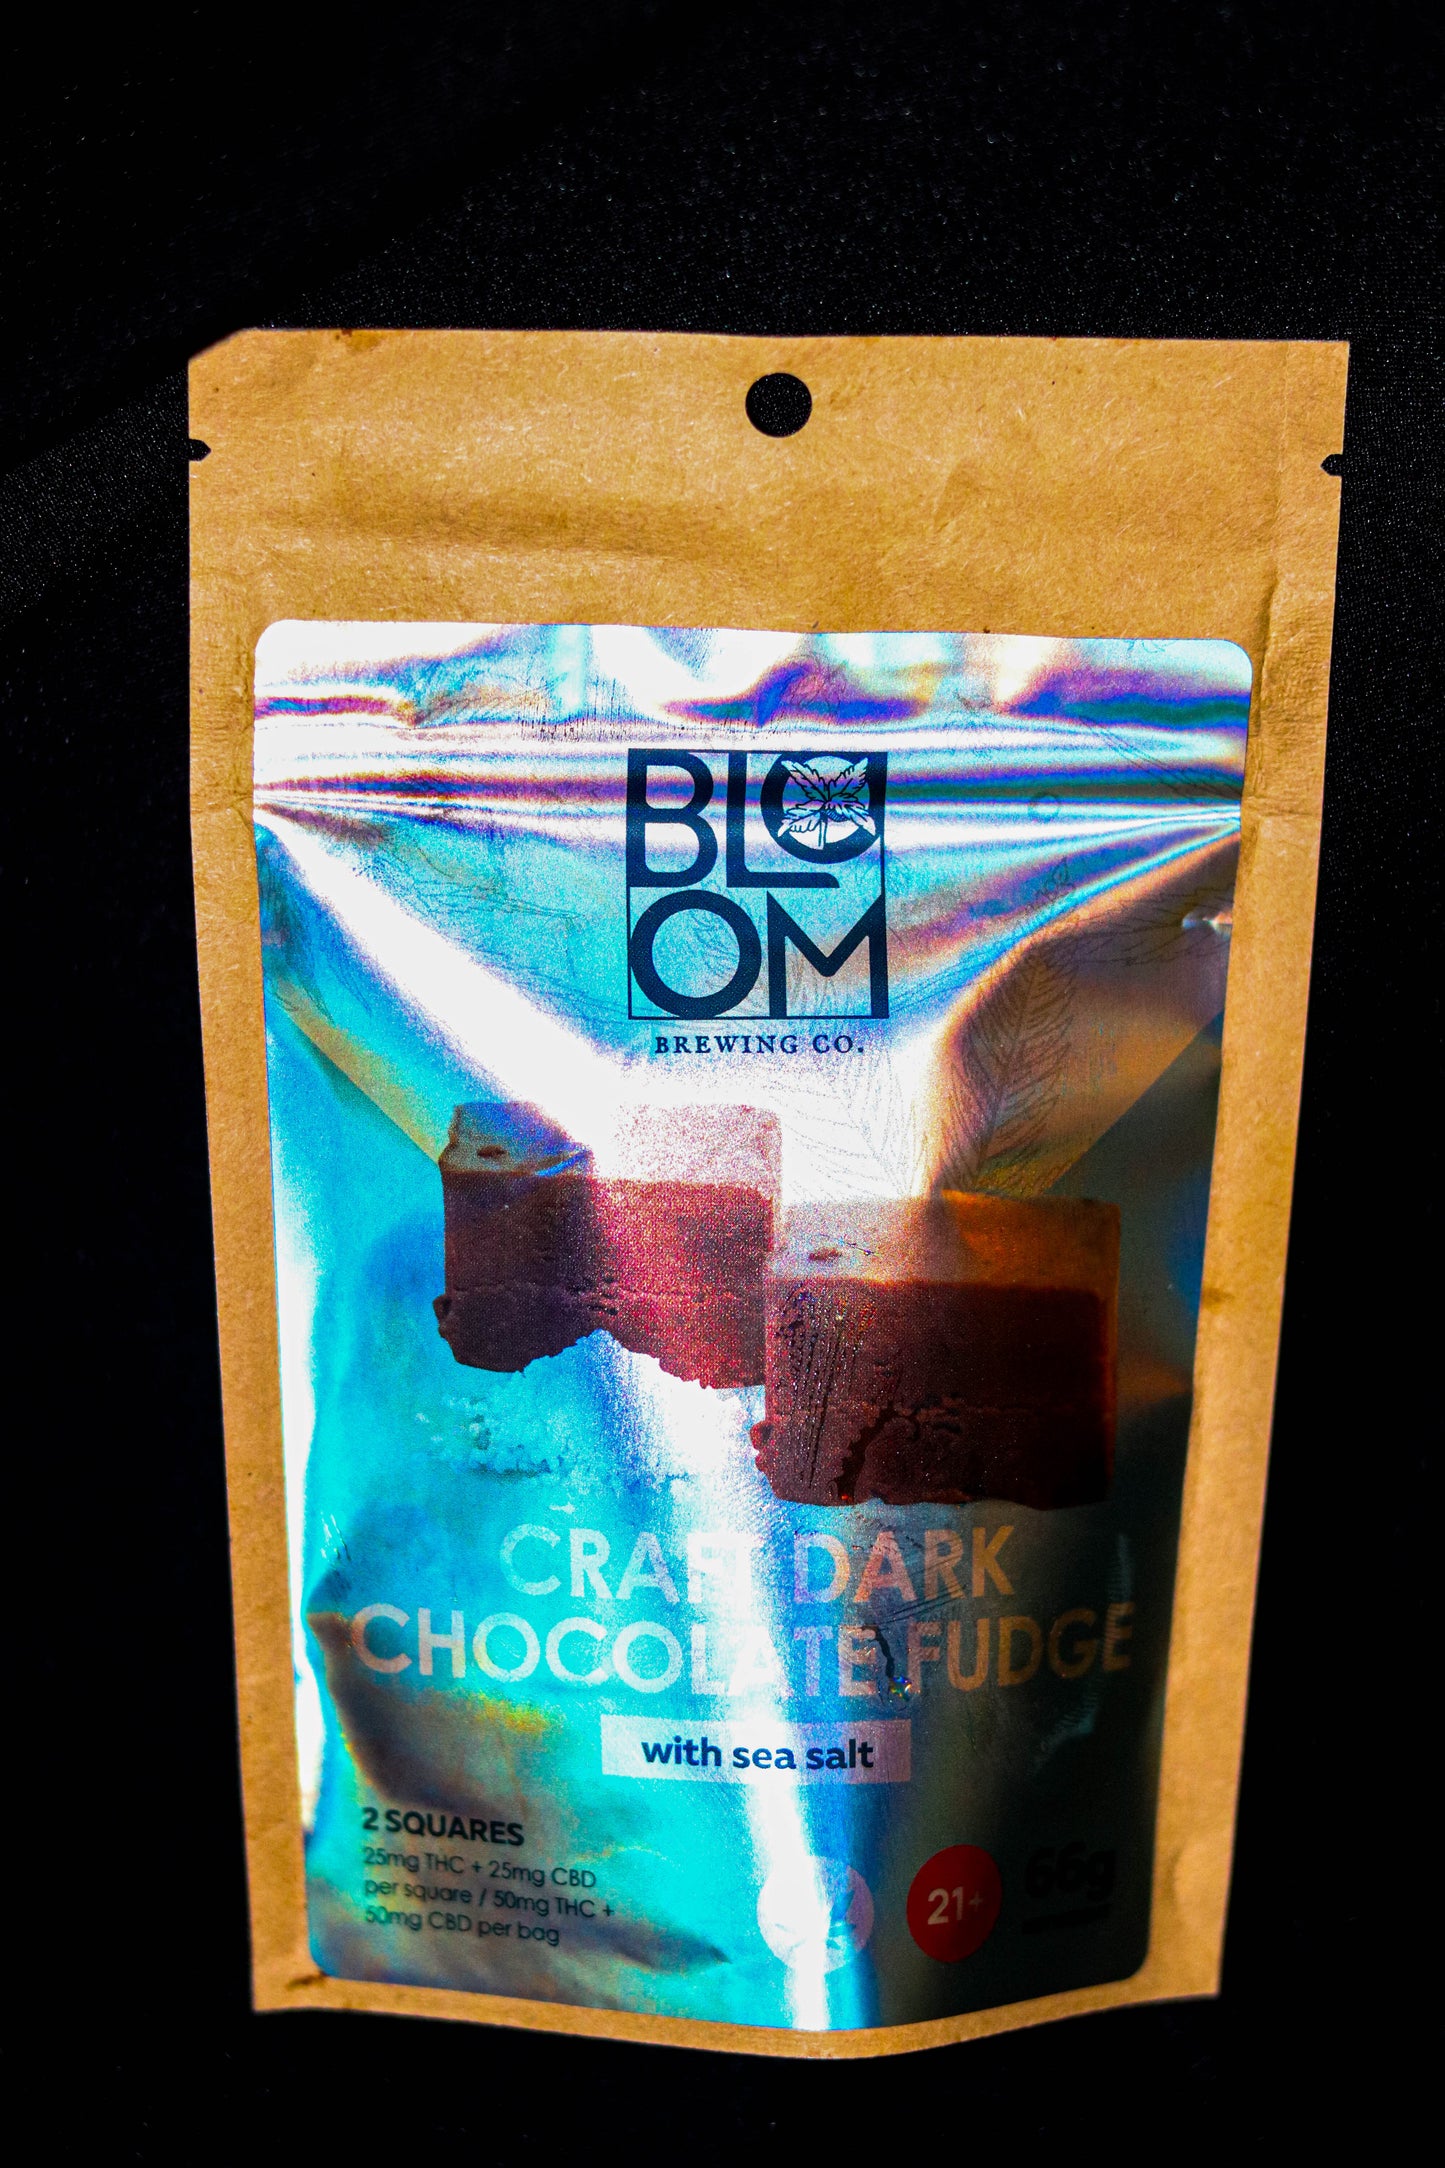 BLO
OM
BREWING CO.
CRAFT DARK
CHOCOLATE FUDGE
with sea salt
2 SQUARES
25mg THC + 25mg CBD
per square / 50mg THC +
50mg CBD per bag
21+
66g